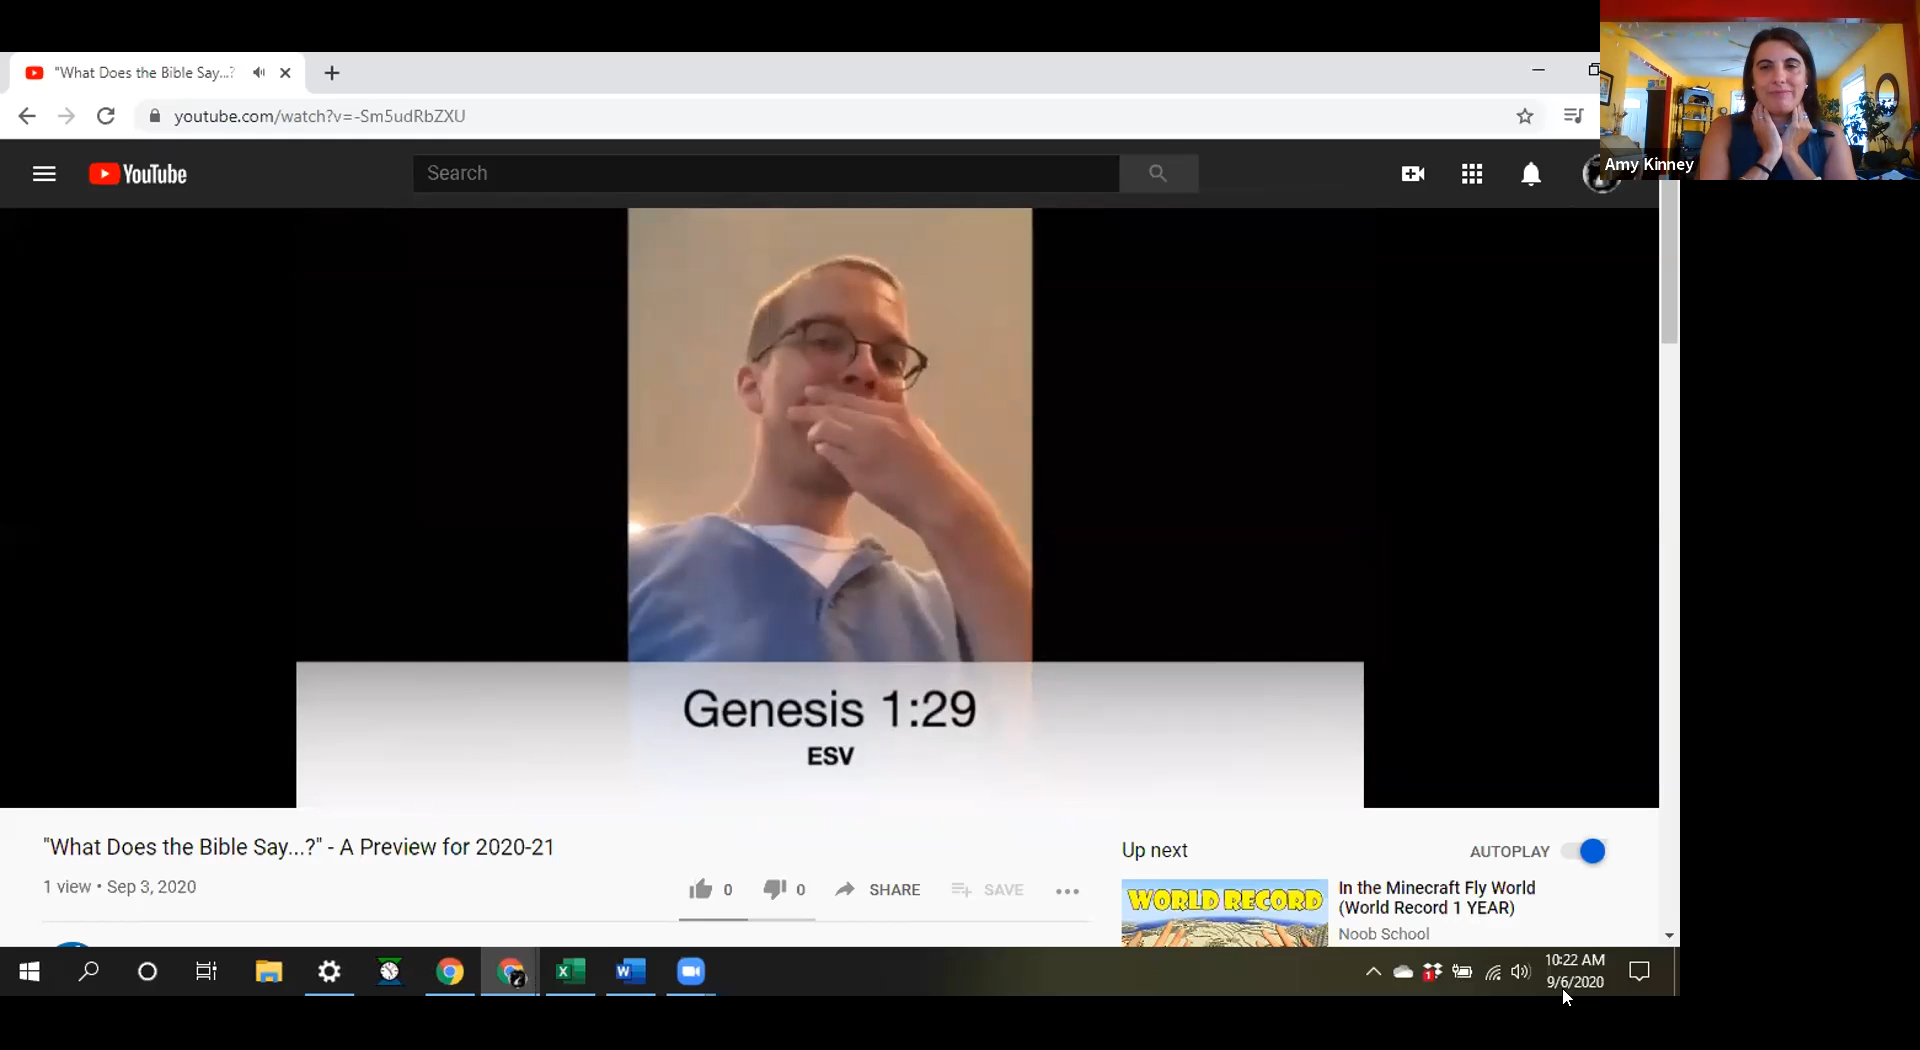 "What Does the Bible Say...?
youtube.com/watch?v=-Sm5udRbZXU
Amy Kinney
YouTube
Search
Genesis 1:29
ESV
"What Does the Bible Say...?" - A Preview for 2020-21
1 view • Sep 3, 2020
0
0
SHARE
SAVE
Up next
AUTOPLAY
WORLD RECORD
In the Minecraft Fly World
(World Record 1 YEAR)
Noob School
1
10:22 AM
9/6/2020